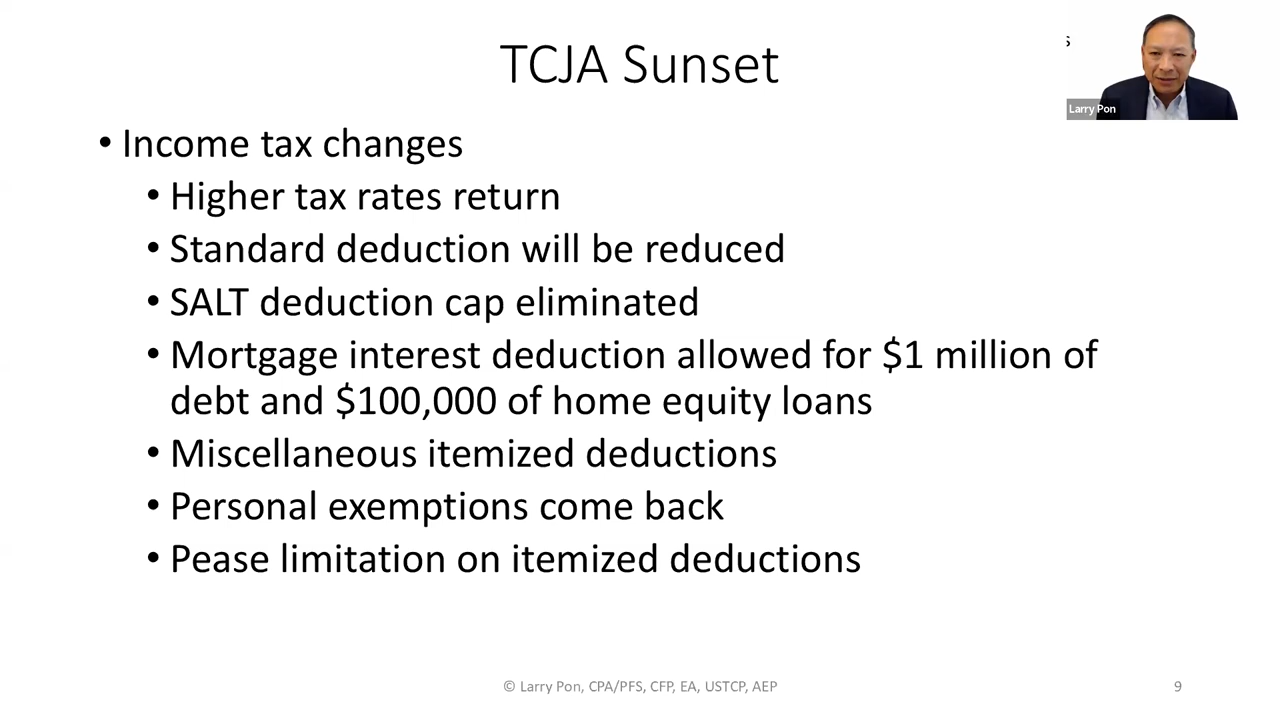 TCJA Sunset
s
Larry Pon
• Income tax changes
• Higher tax rates return
• Standard deduction will be reduced
• SALT deduction cap eliminated
• Mortgage interest deduction allowed for $1 million of
debt and $100,000 of home equity loans
• Miscellaneous itemized deductions
• Personal exemptions come back
• Pease limitation on itemized deductions
© Larry Pon, CPA/PFS, CFP, EA, USTCP, AEP
9